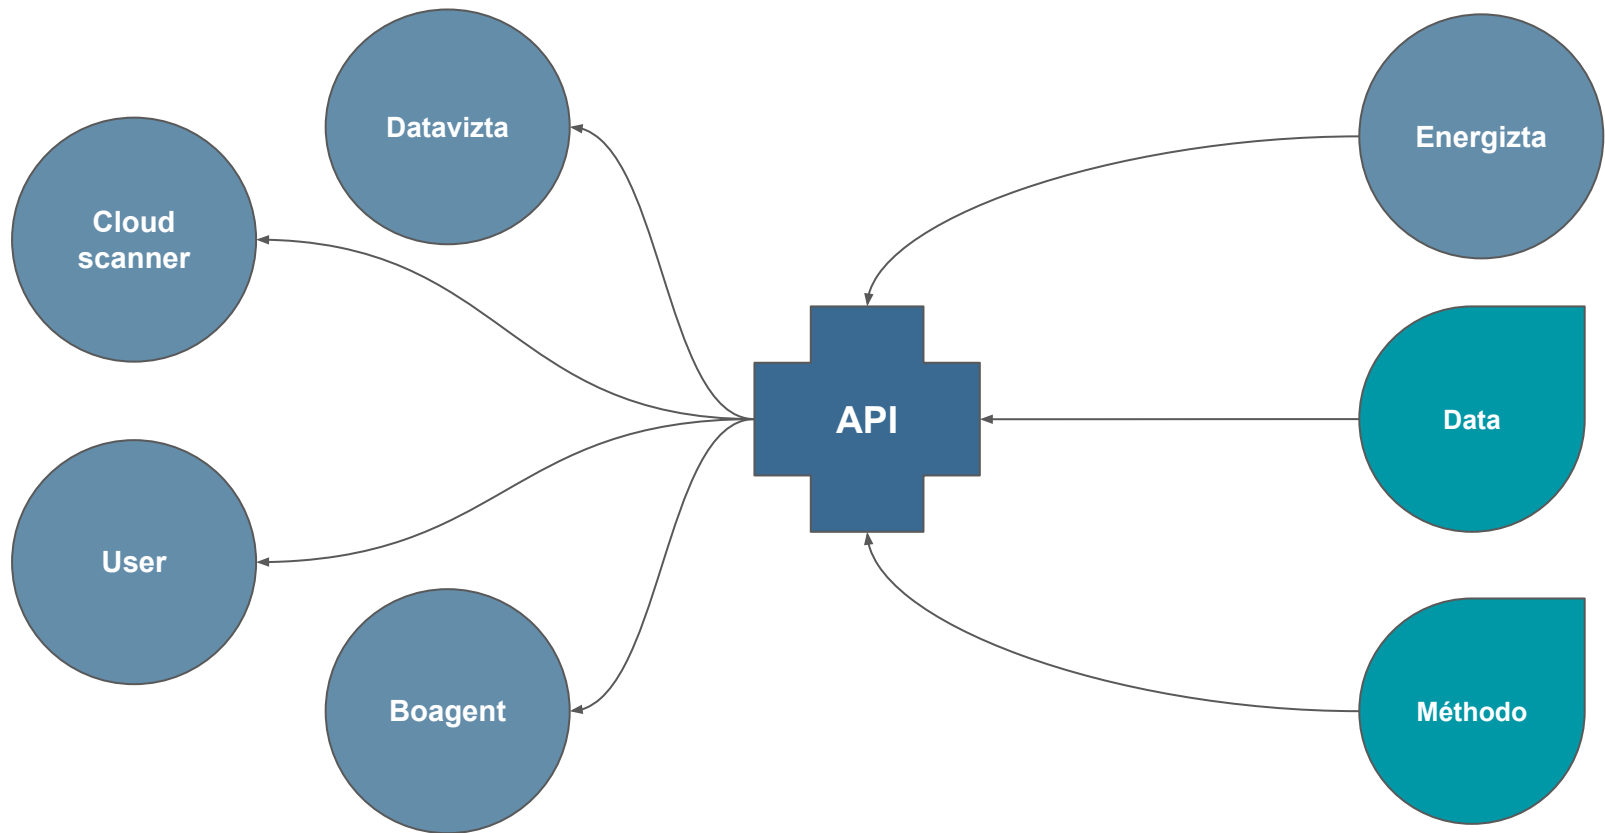 Datavizta
Energizta
Cloud
scanner
API
Data
User
Boagent
Méthodo